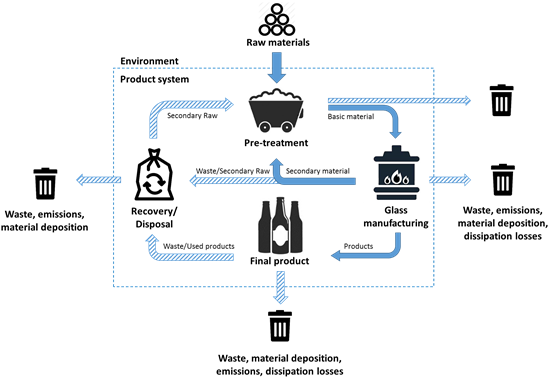 Raw materials
Environment
Product system
Secondary Raw
Basic material
Pre-treatment
Waste/Secondary Raw
Secondary material
Waste, emissions,
material deposition
Recovery/
Disposal
Glass
manufacturing
Waste, emissions,
material deposition,
dissipation losses
Waste/Used products
Final product
Products
Waste, material deposition,
emissions, dissipation losses